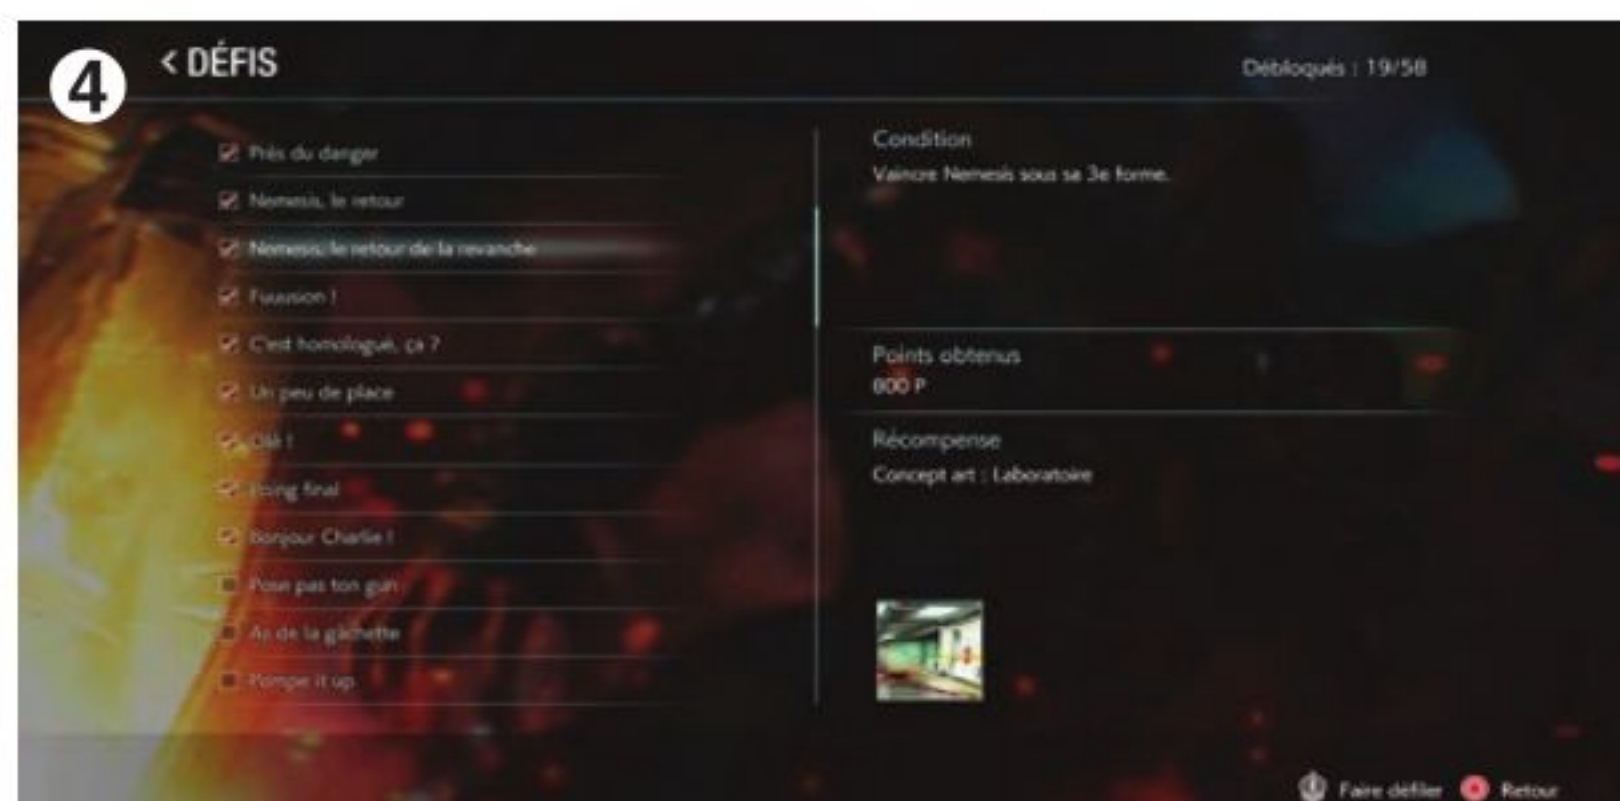 4
< DÉFIS
Débloqués : 19/58
Près du danger
Nemesis, le retour
Nemesis, le retour de la revanche
Fuuusion !
C'est homologué, ça ?
Un peu de place
Olé !
Poing final
Bonjour Charlie !
Pose pas ton gun
As de la gâchette
Pompe it up
Condition
Vaincre Nemesis sous sa 3e forme.
Points obtenus
800 P
Récompense
Concept art : Laboratoire
Faire défiler
Retour